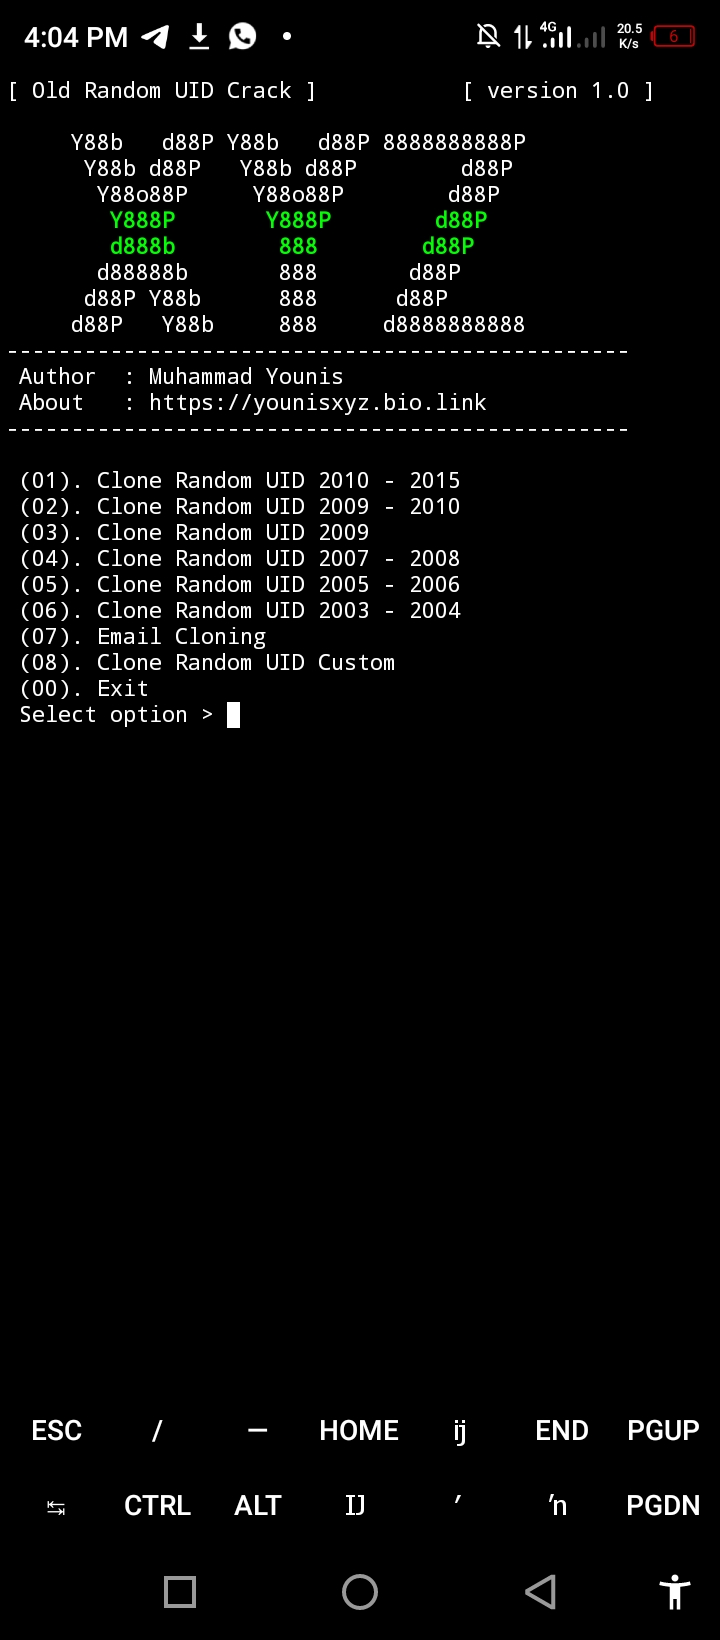 4:04 PM 4G 20.5 K/s 6
[ Old Random UID Crack ] [ version 1.0 ]
Y88b   d88P Y88b   d88P 8888888888P
Y88b d88P   Y88b d88P         d88P
Y88o88P     Y88o88P        d88P
Y888P       Y888P        d88P
d888b        888        d88P
d88888b       888       d88P
d88P Y88b      888      d88P
d88P   Y88b     888     d8888888888
------------------------------------------------
Author  : Muhammad Younis
About   : https://younisxyz.bio.link
------------------------------------------------
(01). Clone Random UID 2010 - 2015
(02). Clone Random UID 2009 - 2010
(03). Clone Random UID 2009
(04). Clone Random UID 2007 - 2008
(05). Clone Random UID 2005 - 2006
(06). Clone Random UID 2003 - 2004
(07). Email Cloning
(08). Clone Random UID Custom
(00). Exit
Select option >
ESC / — HOME ĳ END PGUP
↹ CTRL ALT Ĳ ′ ŉ PGDN